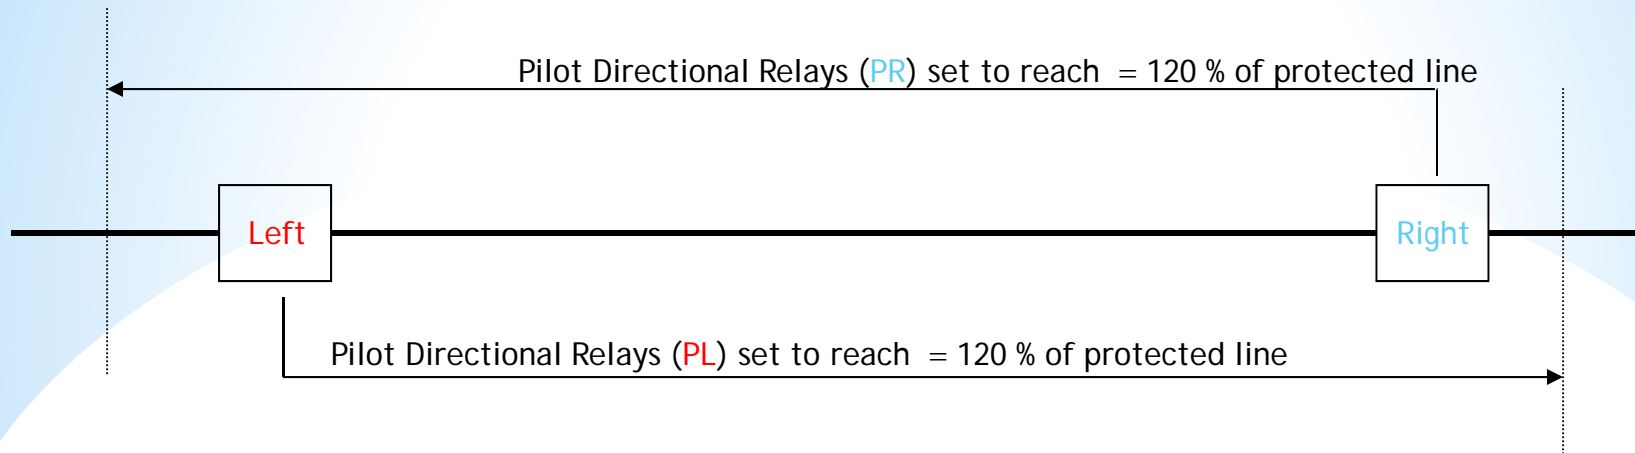 Pilot Directional Relays (PR) set to reach = 120 % of protected line
Left
Right
Pilot Directional Relays (PL) set to reach = 120 % of protected line